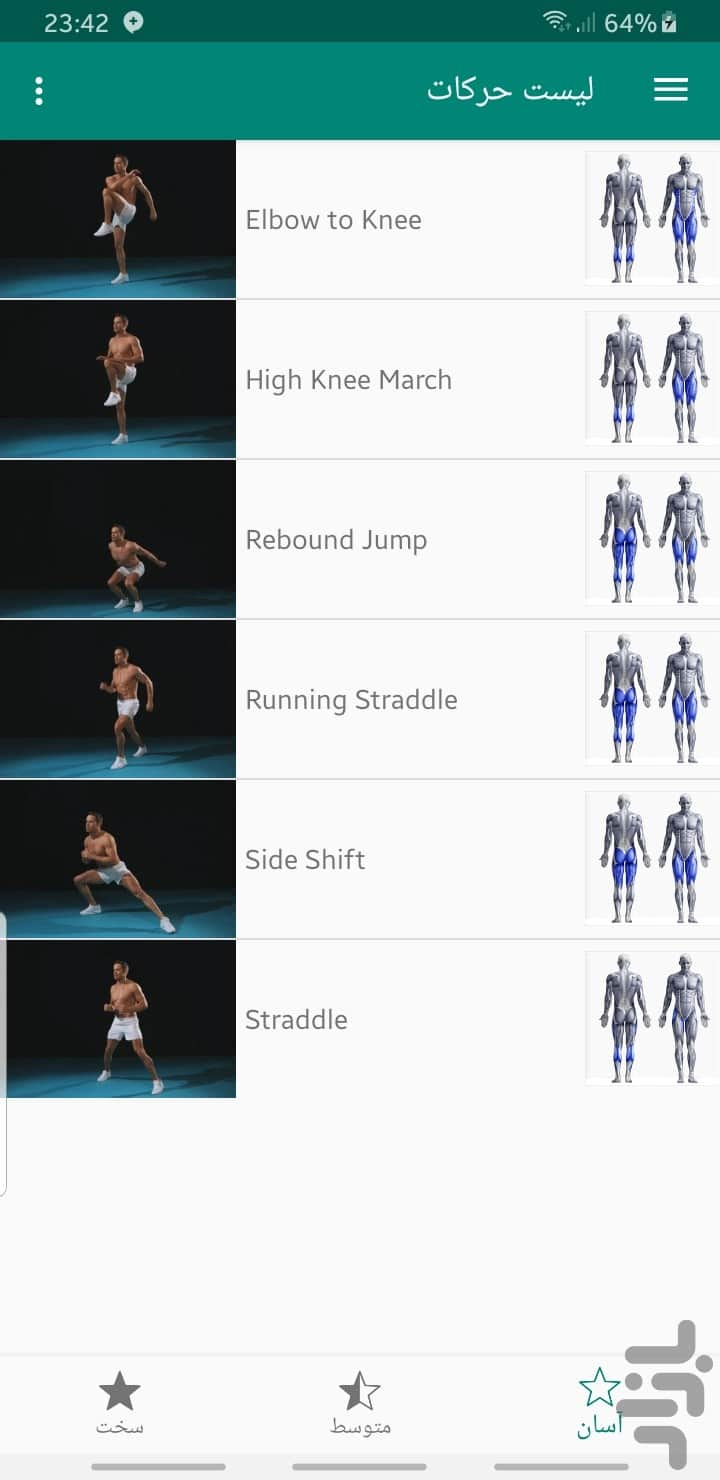 23:42
64%
لیست حرکات
Elbow to Knee
High Knee March
Rebound Jump
Running Straddle
Side Shift
Straddle
آسان
متوسط
سخت